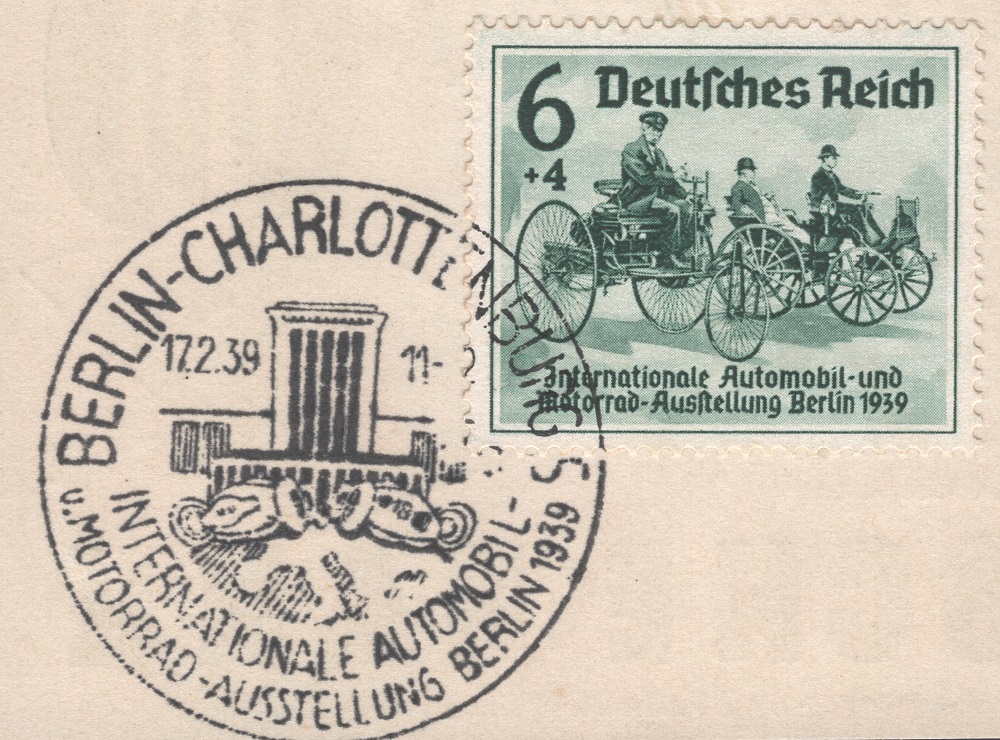 6 Deutsches Reich
+4
Internationale Automobil-und
Motorrad-Ausstellung Berlin 1939
BERLIN-CHARLOTTENBURG 5
17.2.39 11-
INTERNATIONALE AUTOMOBIL-
u. MOTORRAD-AUSSTELLUNG BERLIN 1939